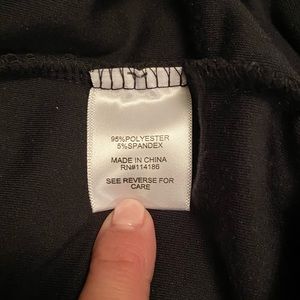 95%POLYESTER
5%SPANDEX
MADE IN CHINA
RN#114186
SEE REVERSE FOR
CARE